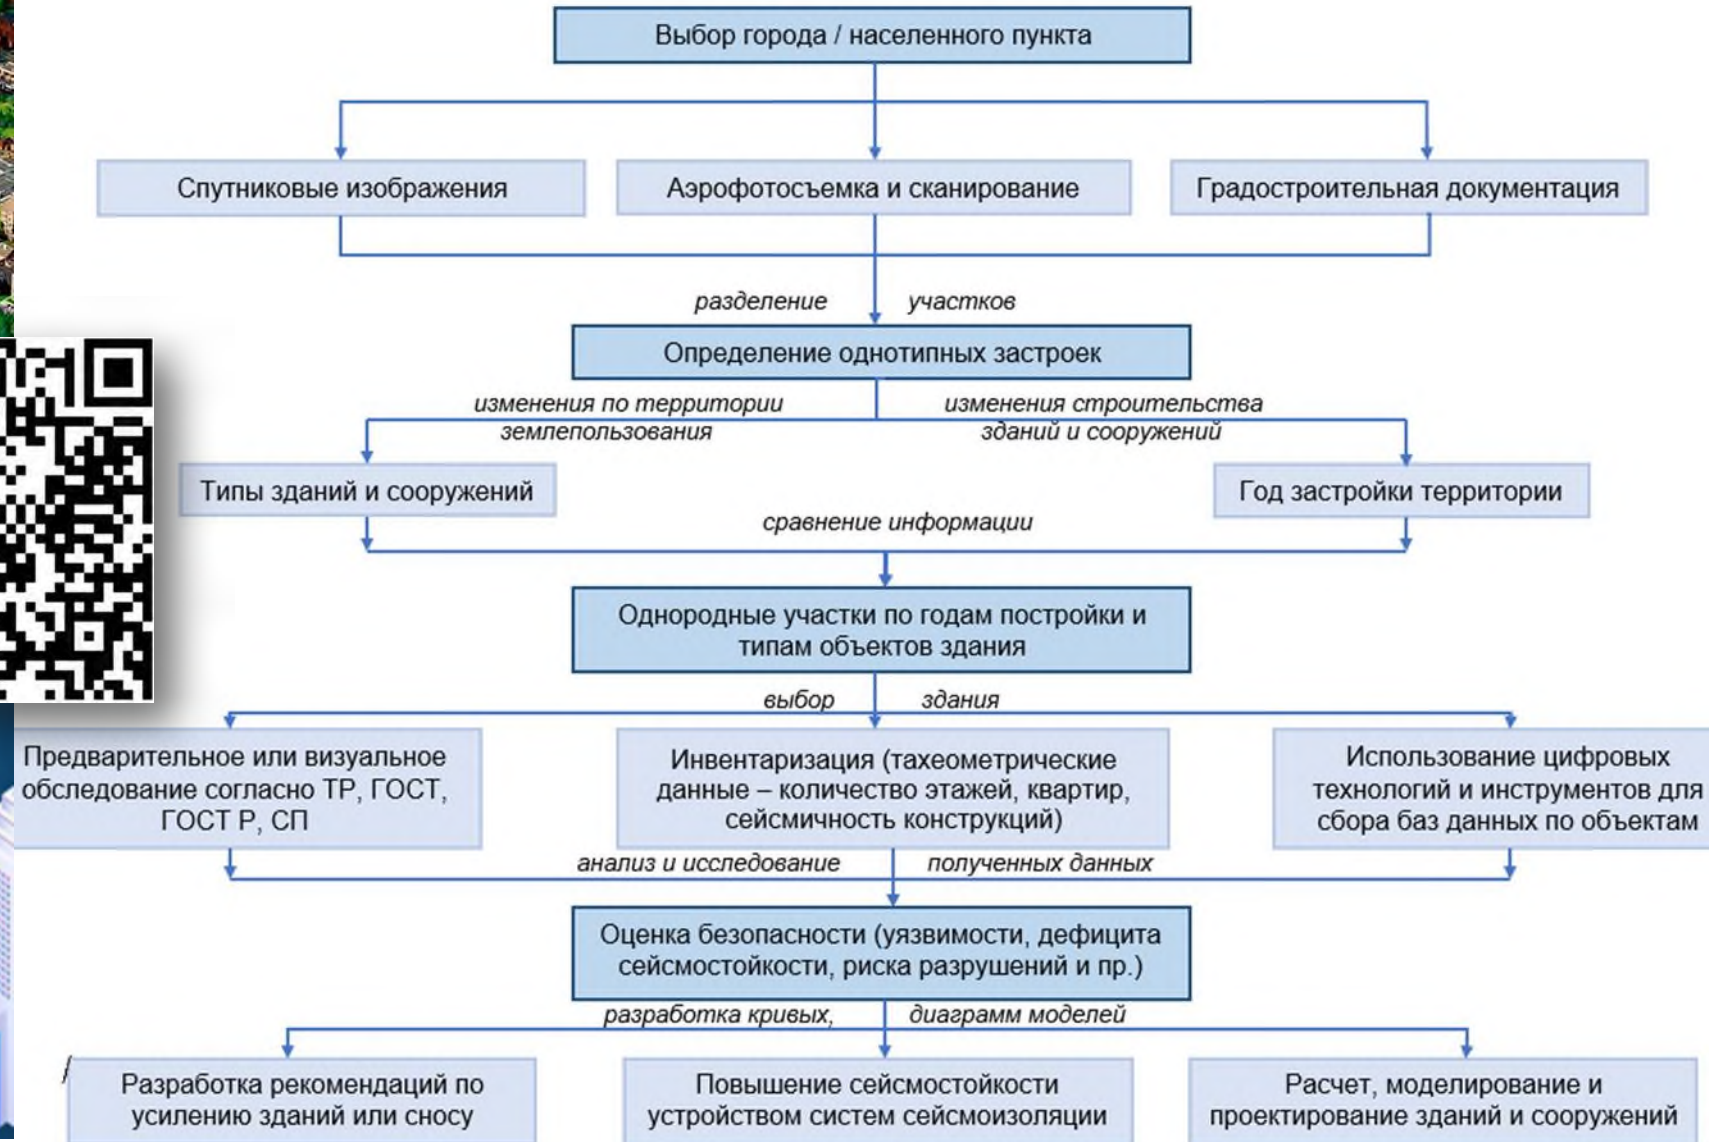 Выбор города / населенного пункта
Спутниковые изображения
Аэрофотосъемка и сканирование
Градостроительная документация
разделение участков
Определение однотипных застроек
изменения по территории
землепользования
изменения строительства
зданий и сооружений
Типы зданий и сооружений
Год застройки территории
сравнение информации
Однородные участки по годам постройки и
типам объектов здания
выбор здания
Предварительное или визуальное
обследование согласно ТР, ГОСТ,
ГОСТ Р, СП
Инвентаризация (тахеометрические
данные – количество этажей, квартир,
сейсмичность конструкций)
Использование цифровых
технологий и инструментов для
сбора баз данных по объектам
анализ и исследование полученных данных
Оценка безопасности (уязвимости, дефицита
сейсмостойкости, риска разрушений и пр.)
разработка кривых, диаграмм моделей
Разработка рекомендаций по
усилению зданий или сносу
Повышение сейсмостойкости
устройством систем сейсмоизоляции
Расчет, моделирование и
проектирование зданий и сооружений